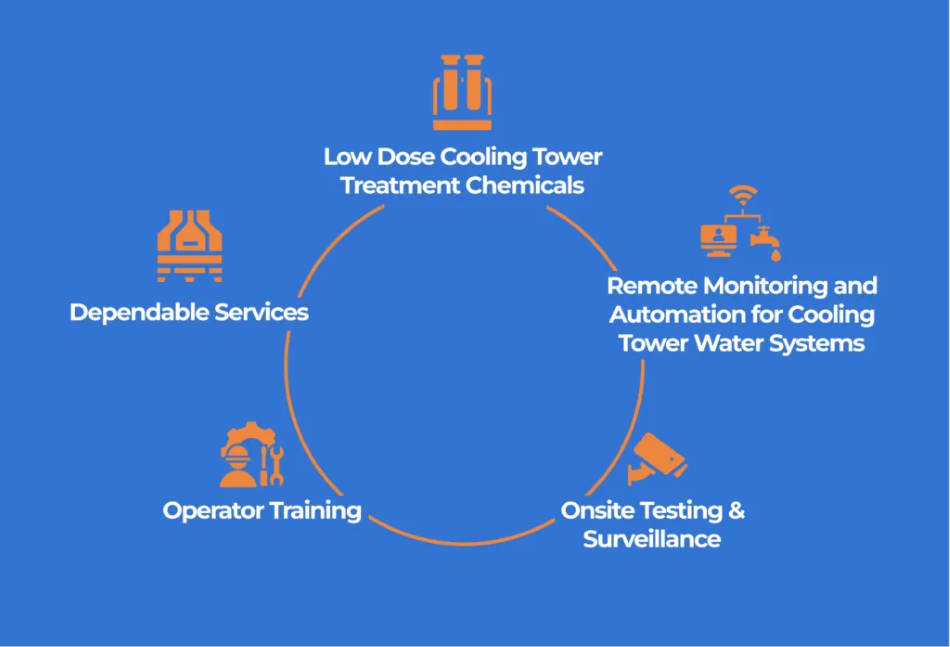 Low Dose Cooling Tower
Treatment Chemicals
Remote Monitoring and
Automation for Cooling
Tower Water Systems
Dependable Services
Operator Training
Onsite Testing &
Surveillance